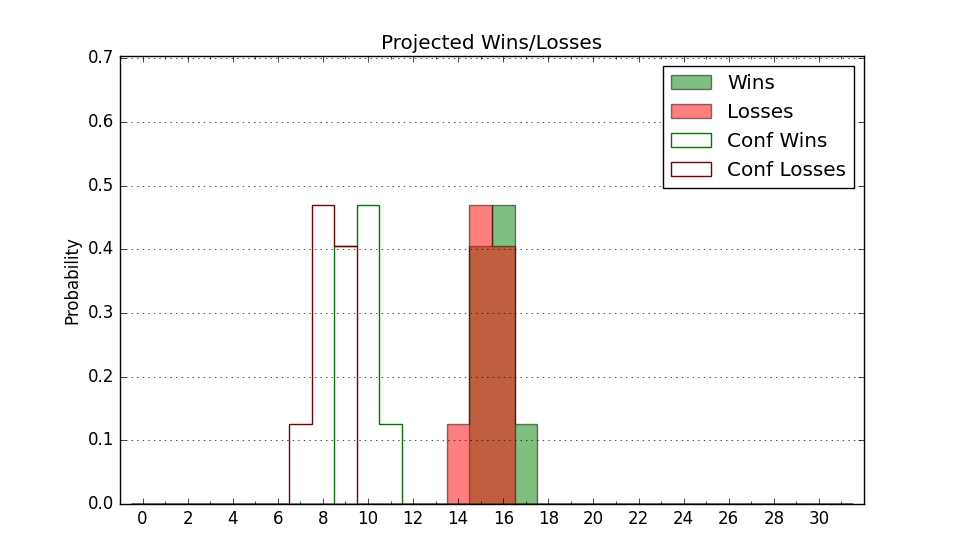 Projected Wins/Losses
0.7
0.6
0.5
0.4
0.3
0.2
0.1
0.0
Probability
Wins
Losses
Conf Wins
Conf Losses
0 2 4 6 8 10 12 14 16 18 20 22 24 26 28 30